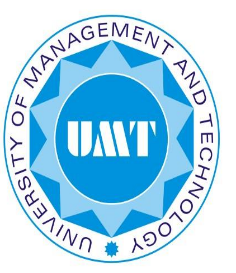 UNIVERSITY OF MANAGEMENT AND TECHNOLOGY
UMT